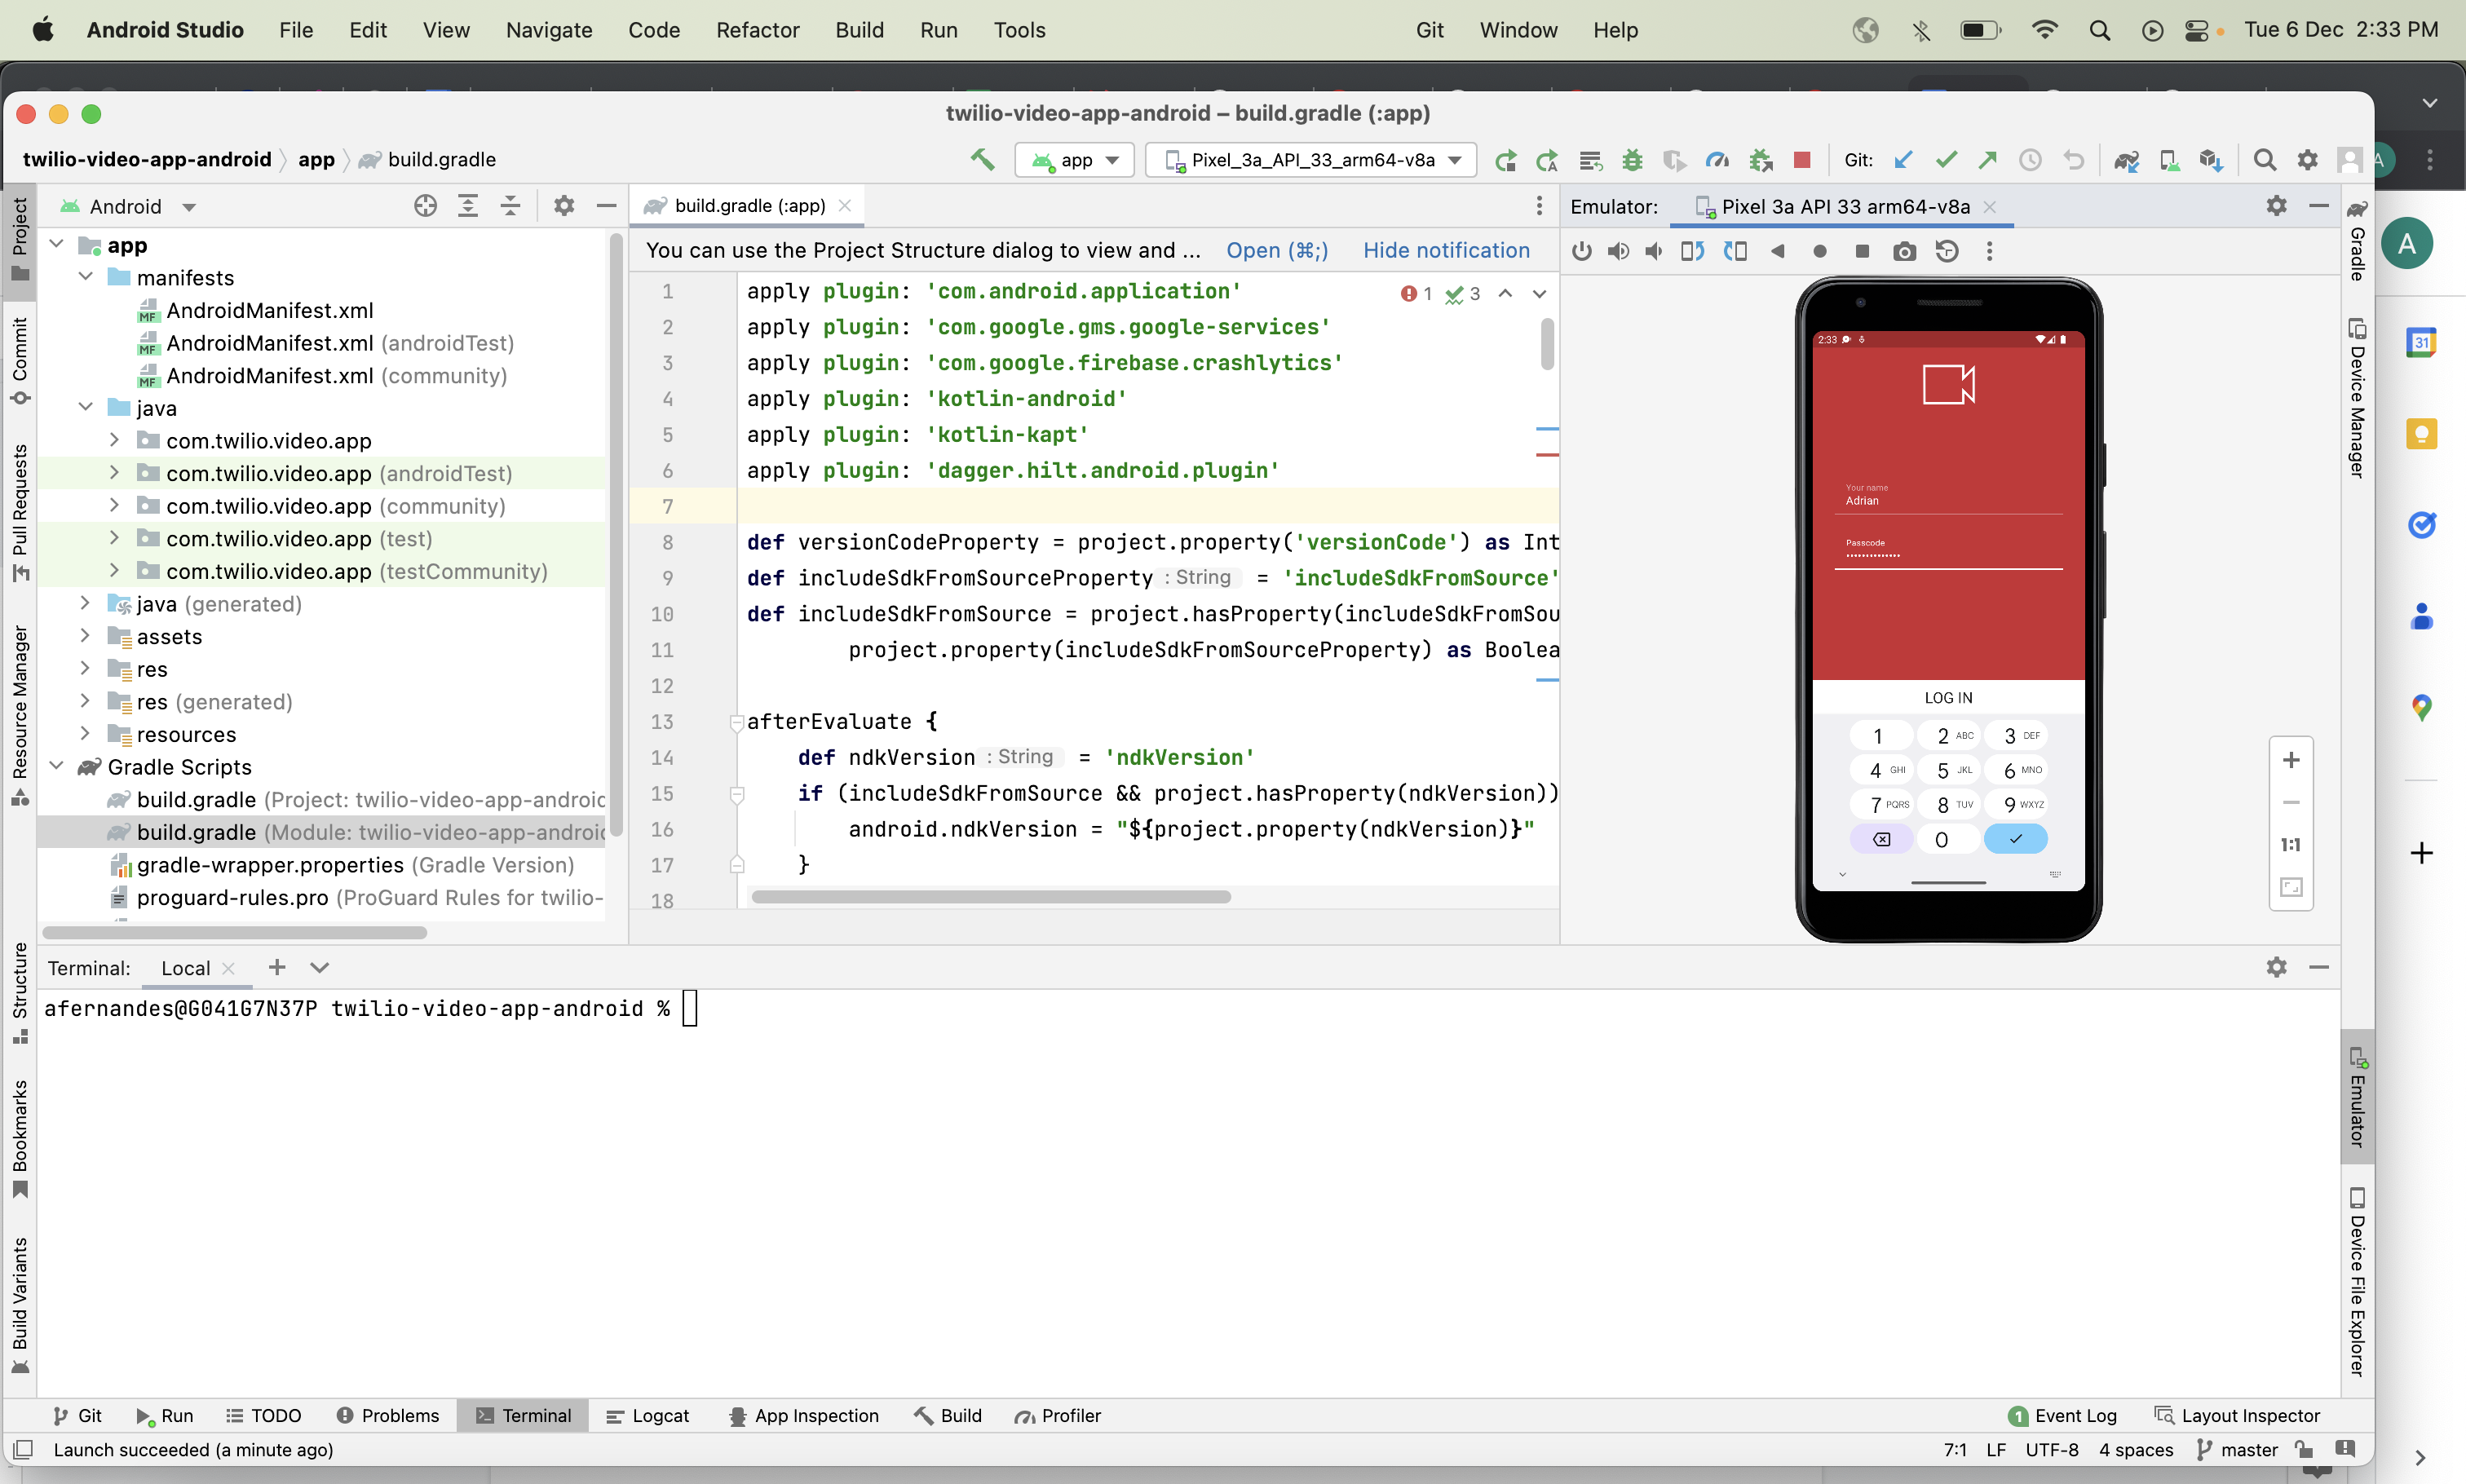 Android Studio File Edit View Navigate Code Refactor Build Run Tools Git Window Help Tue 6 Dec 2:33 PM
twilio-video-app-android – build.gradle (:app)
twilio-video-app-android app build.gradle
app Pixel_3a_API_33_arm64-v8a Git: A
Android
build.gradle (:app)
Emulator: Pixel 3a API 33 arm64-v8a
You can use the Project Structure dialog to view and ... Open (⌘;) Hide notification
Project
Commit
Pull Requests
Resource Manager
Structure
Bookmarks
Build Variants
app
manifests
AndroidManifest.xml
AndroidManifest.xml (androidTest)
AndroidManifest.xml (community)
java
com.twilio.video.app
com.twilio.video.app (androidTest)
com.twilio.video.app (community)
com.twilio.video.app (test)
com.twilio.video.app (testCommunity)
java (generated)
assets
res
res (generated)
resources
Gradle Scripts
build.gradle (Project: twilio-video-app-androic
build.gradle (Module: twilio-video-app-androi
gradle-wrapper.properties (Gradle Version)
proguard-rules.pro (ProGuard Rules for twilio-
1 3
1 apply plugin: 'com.android.application'
2 apply plugin: 'com.google.gms.google-services'
3 apply plugin: 'com.google.firebase.crashlytics'
4 apply plugin: 'kotlin-android'
5 apply plugin: 'kotlin-kapt'
6 apply plugin: 'dagger.hilt.android.plugin'
7
8 def versionCodeProperty = project.property('versionCode') as Int
9 def includeSdkFromSourceProperty : String = 'includeSdkFromSource'
10 def includeSdkFromSource = project.hasProperty(includeSdkFromSou
11 project.property(includeSdkFromSourceProperty) as Boolea
12
13 afterEvaluate {
14 def ndkVersion : String = 'ndkVersion'
15 if (includeSdkFromSource && project.hasProperty(ndkVersion))
16 android.ndkVersion = "${project.property(ndkVersion)}"
17 }
18
2:33
Your name
Adrian
Passcode
••••••••••••••
LOG IN
1 2 ABC 3 DEF
4 GHI 5 JKL 6 MNO
7 PQRS 8 TUV 9 WXYZ
0
1:1
Gradle
Device Manager
Emulator
Device File Explorer
A
31
Terminal: Local
afernandes@G041G7N37P twilio-video-app-android %
Git Run TODO Problems Terminal Logcat App Inspection Build Profiler 1 Event Log Layout Inspector
Launch succeeded (a minute ago) 7:1 LF UTF-8 4 spaces master